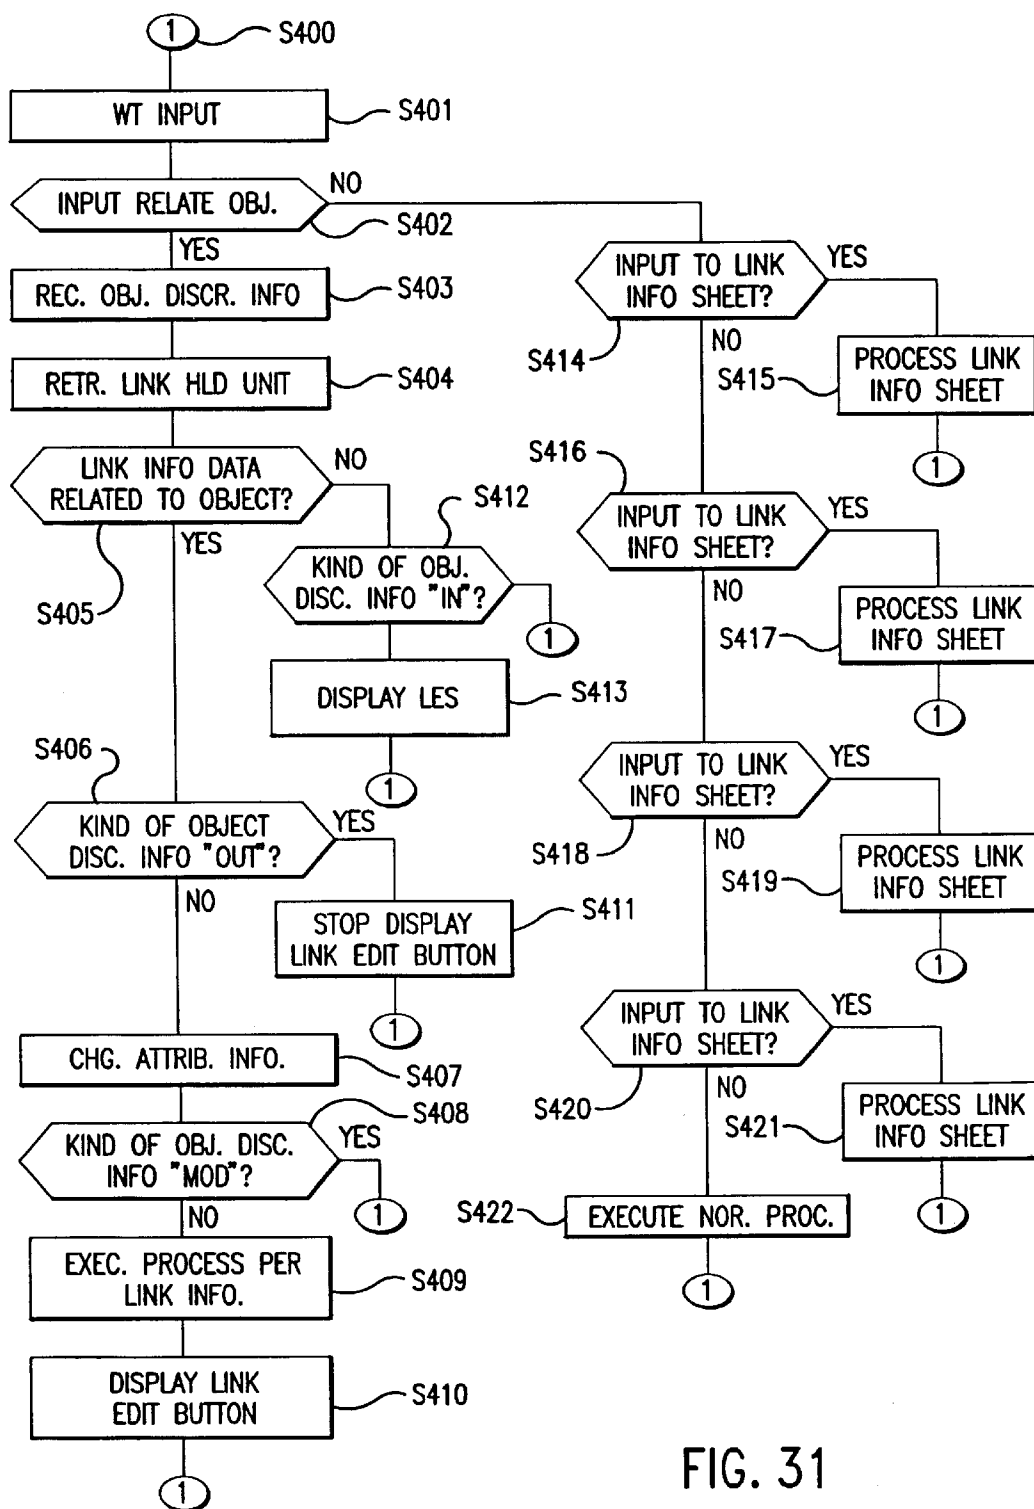 1
S400
WT INPUT
S401
INPUT RELATE OBJ.
NO
S402
YES
REC. OBJ. DISCR. INFO
S403
RETR. LINK HLD UNIT
S404
LINK INFO DATA
RELATED TO OBJECT?
NO
YES
S405
S412
KIND OF OBJ.
DISC. INFO "IN"?
1
DISPLAY LES
S413
1
S406
KIND OF OBJECT
DISC. INFO "OUT"?
YES
NO
STOP DISPLAY
LINK EDIT BUTTON
S411
1
CHG. ATTRIB. INFO.
S407
S408
KIND OF OBJ. DISC.
INFO "MOD"?
YES
1
NO
EXEC. PROCESS PER
LINK INFO.
S409
DISPLAY LINK
EDIT BUTTON
S410
1
INPUT TO LINK
INFO SHEET?
YES
S414
NO
PROCESS LINK
INFO SHEET
S415
1
S416
INPUT TO LINK
INFO SHEET?
YES
NO
PROCESS LINK
INFO SHEET
S417
1
INPUT TO LINK
INFO SHEET?
YES
S418
NO
PROCESS LINK
INFO SHEET
S419
1
INPUT TO LINK
INFO SHEET?
YES
S420
NO
PROCESS LINK
INFO SHEET
S421
1
S422
EXECUTE NOR. PROC.
1
FIG. 31